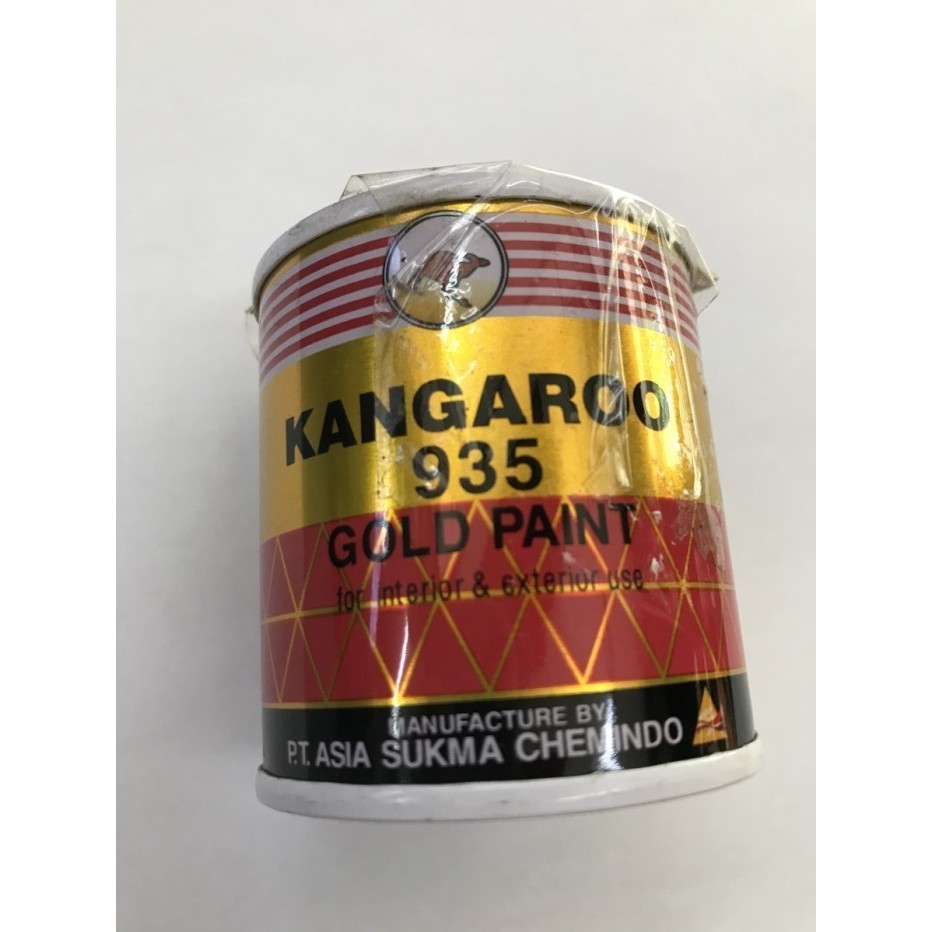 KANGAROO
935
GOLD PAINT
for interior & exterior use
MANUFACTURE BY
P.T. ASIA SUKMA CHEMINDO